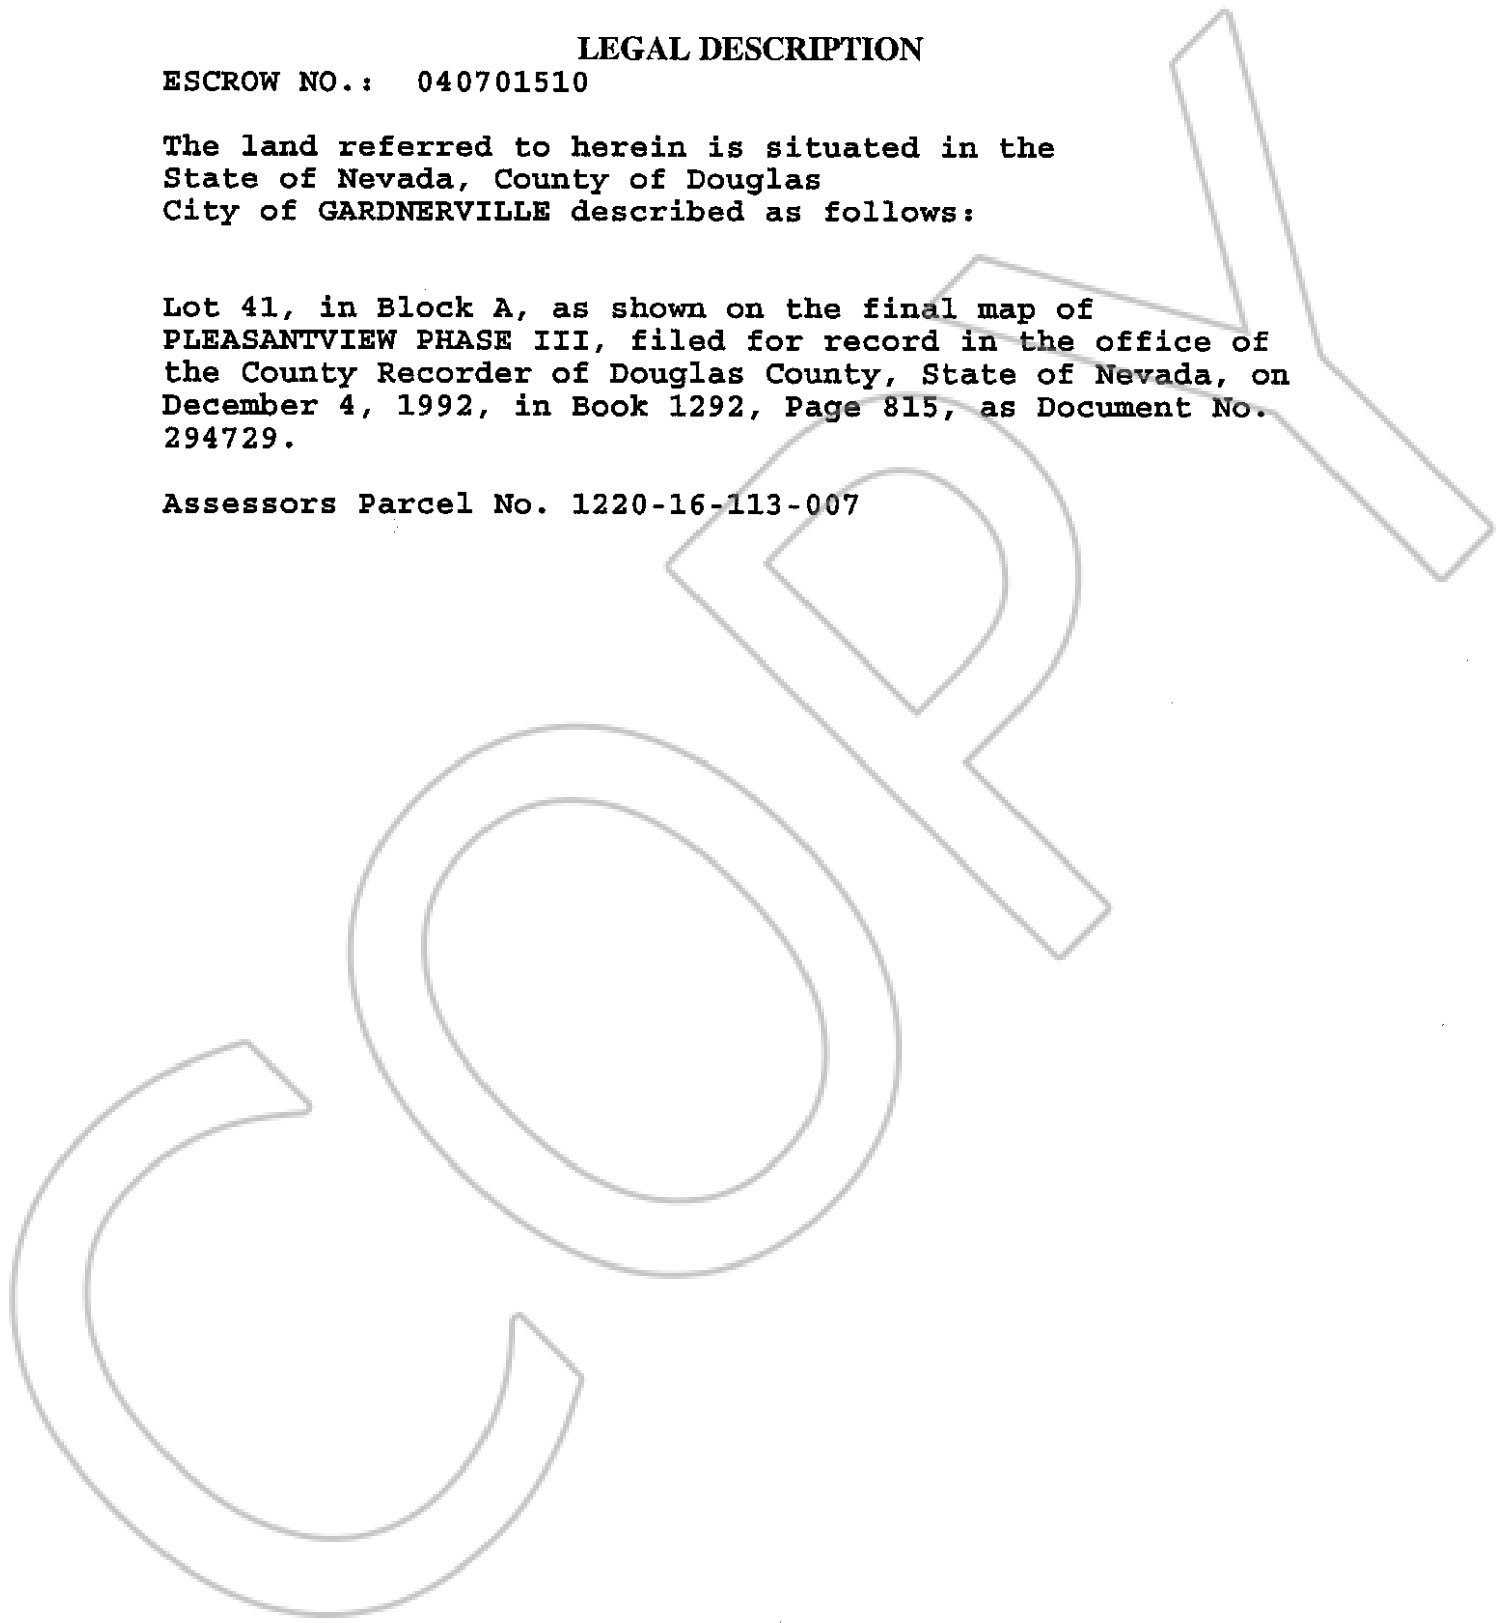 LEGAL DESCRIPTION
ESCROW NO.: 040701510
The land referred to herein is situated in the
State of Nevada, County of Douglas
City of GARDNERVILLE described as follows:
Lot 41, in Block A, as shown on the final map of
PLEASANTVIEW PHASE III, filed for record in the office of
the County Recorder of Douglas County, State of Nevada, on
December 4, 1992, in Book 1292, Page 815, as Document No.
294729.
Assessors Parcel No. 1220-16-113-007
COPY